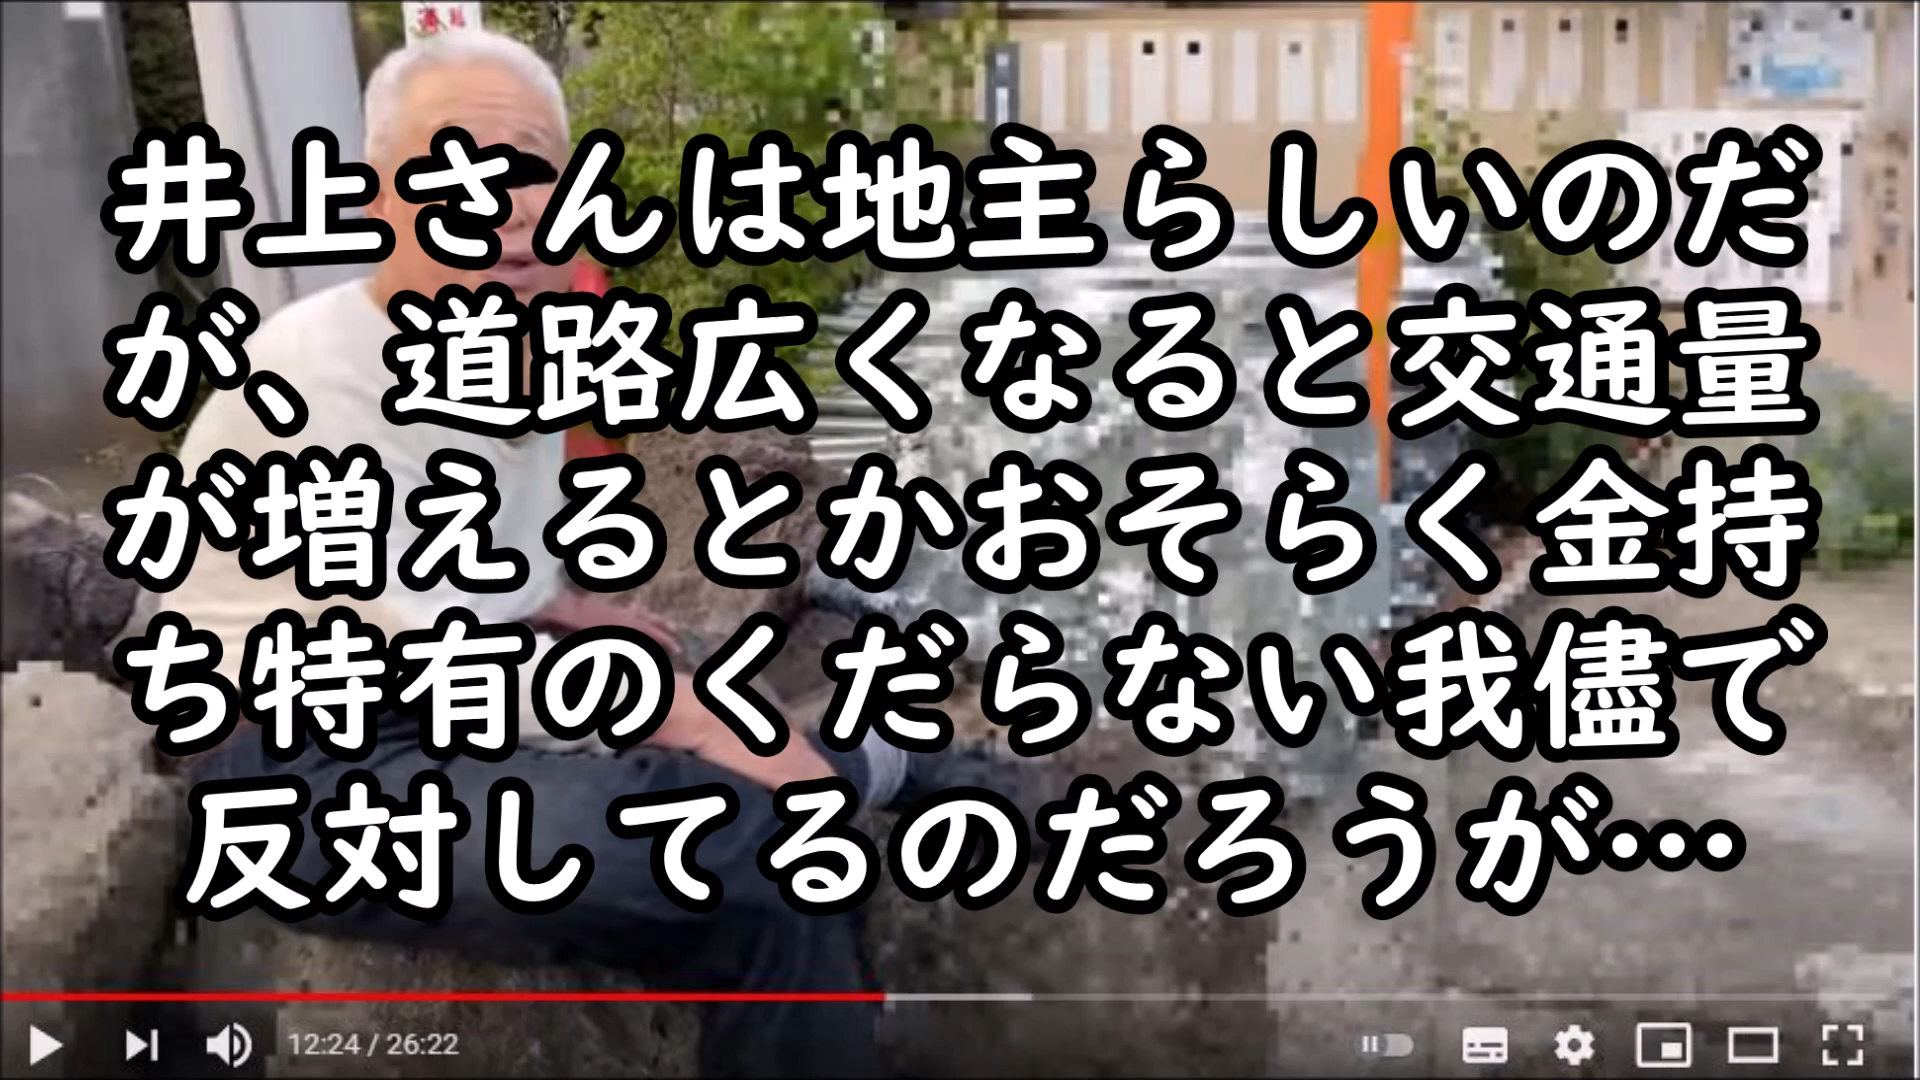 井上さんは地主らしいのだ
が、道路広くなると交通量
が増えるとかおそらく金持
ち特有のくだらない我儘で
反対してるのだろうが…
12:24 / 26:22